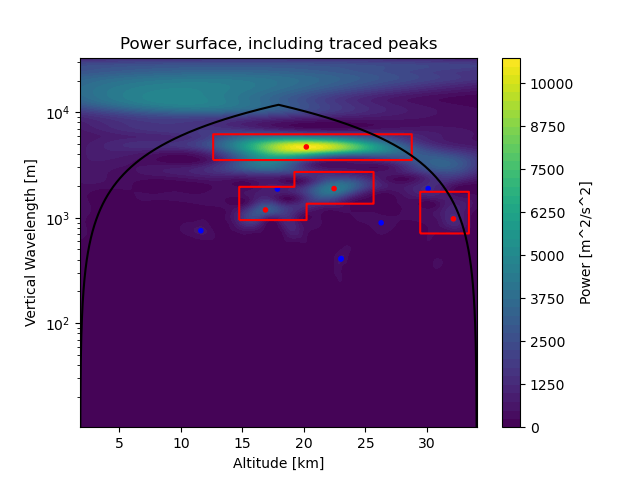 Power surface, including traced peaks
Vertical Wavelength [m]
10^4
10^3
10^2
5 10 15 20 25 30
Altitude [km]
10000
8750
7500
6250
5000
3750
2500
1250
0
Power [m^2/s^2]